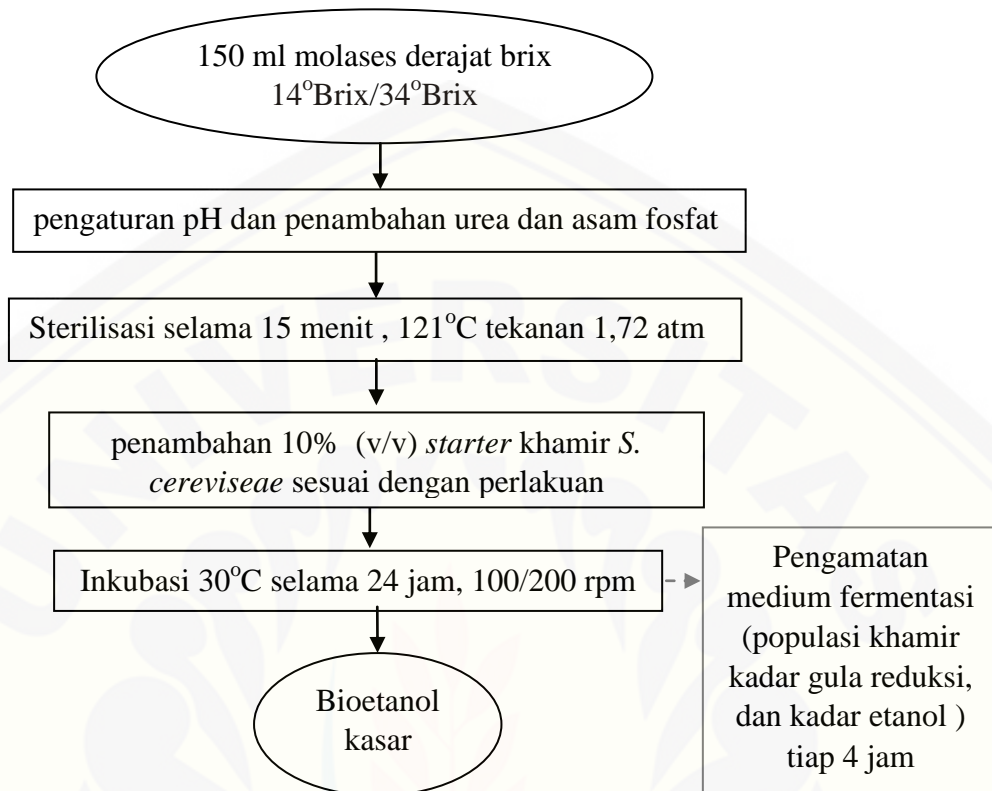 150 ml molases derajat brix
14°Brix/34°Brix
pengaturan pH dan penambahan urea dan asam fosfat
Sterilisasi selama 15 menit , 121°C tekanan 1,72 atm
penambahan 10% (v/v) starter khamir S.
cereviseae sesuai dengan perlakuan
Inkubasi 30°C selama 24 jam, 100/200 rpm
Pengamatan
medium fermentasi
(populasi khamir
kadar gula reduksi,
dan kadar etanol )
tiap 4 jam
Bioetanol
kasar
UNIVERSITAS